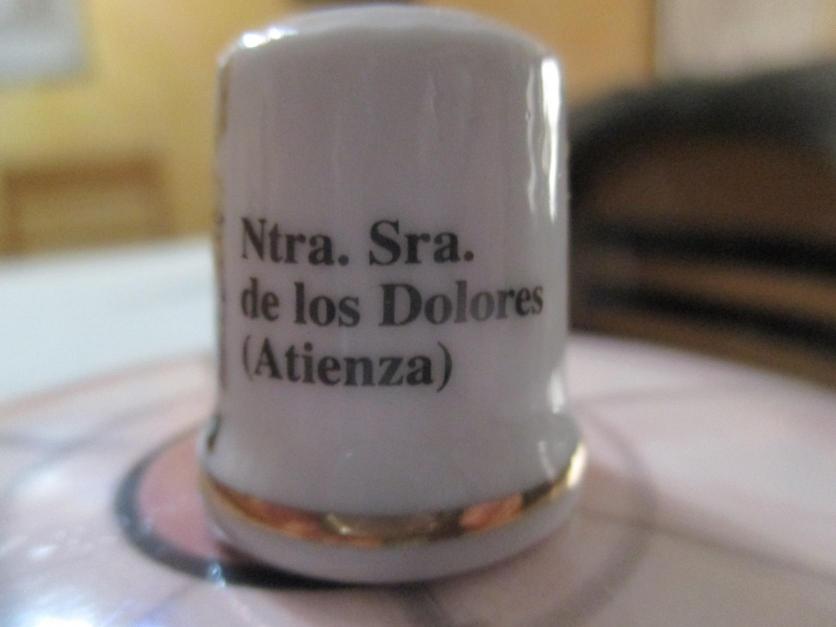 Ntra. Sra.
de los Dolores
(Atienza)